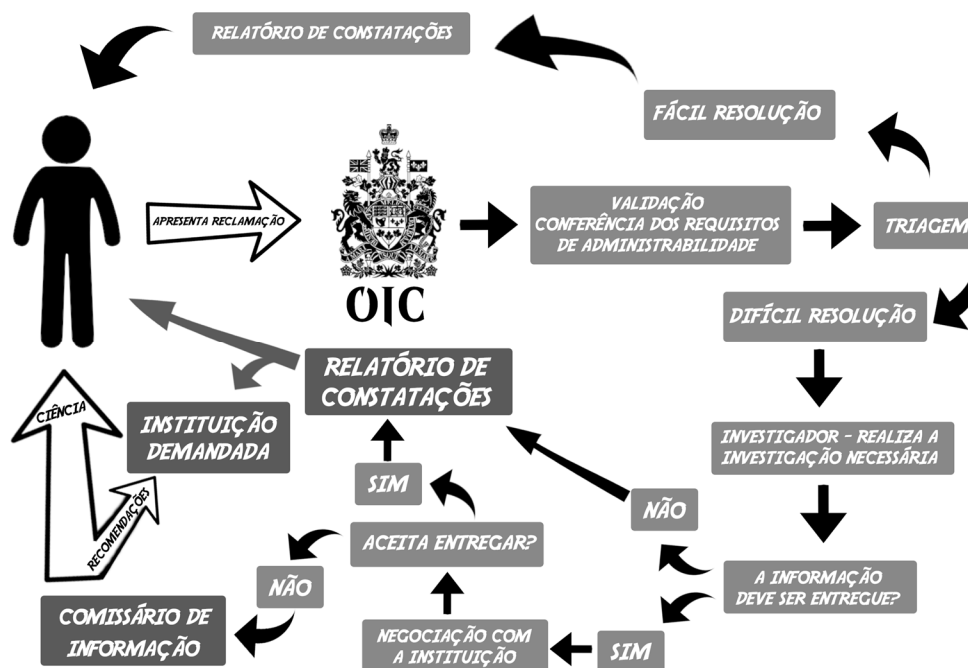 RELATÓRIO DE CONSTATAÇÕES
FÁCIL RESOLUÇÃO
APRESENTA RECLAMAÇÃO
OIC
VALIDAÇÃO
CONFERÊNCIA DOS REQUISITOS
DE ADMINISTRABILIDADE
TRIAGEM
DIFÍCIL RESOLUÇÃO
RELATÓRIO DE
CONSTATAÇÕES
CIÊNCIA
INSTITUIÇÃO
DEMANDADA
INVESTIGADOR - REALIZA A
INVESTIGAÇÃO NECESSÁRIA
SIM
NÃO
RECOMENDAÇÕES
ACEITA ENTREGAR?
NÃO
A INFORMAÇÃO
DEVE SER ENTREGUE?
COMISSÁRIO DE
INFORMAÇÃO
NEGOCIAÇÃO COM
A INSTITUIÇÃO
SIM